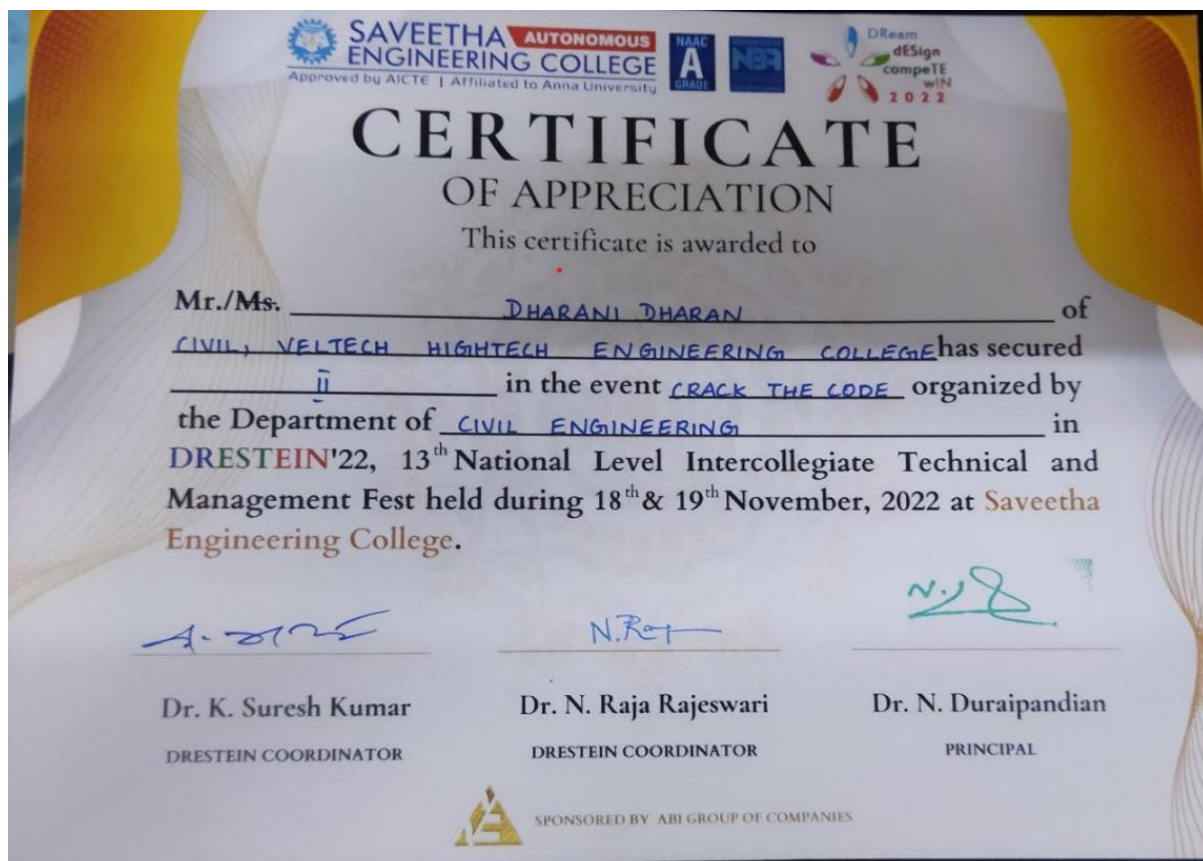 SAVEETHA AUTONOMOUS
ENGINEERING COLLEGE
Approved by AICTE | Affiliated to Anna University
NAAC
A
GRADE
NBA
DReam
dESign
compeTE
wIN
2022
CERTIFICATE
OF APPRECIATION
This certificate is awarded to
Mr./Ms. DHARANI DHARAN of
CIVIL, VELTECH HIGHTECH ENGINEERING COLLEGE has secured
II in the event CRACK THE CODE organized by
the Department of CIVIL ENGINEERING in
DRESTEIN'22, 13th National Level Intercollegiate Technical and
Management Fest held during 18th & 19th November, 2022 at Saveetha
Engineering College.
N. Raj
Dr. K. Suresh Kumar
Dr. N. Raja Rajeswari
Dr. N. Duraipandian
DRESTEIN COORDINATOR
DRESTEIN COORDINATOR
PRINCIPAL
SPONSORED BY ABI GROUP OF COMPANIES